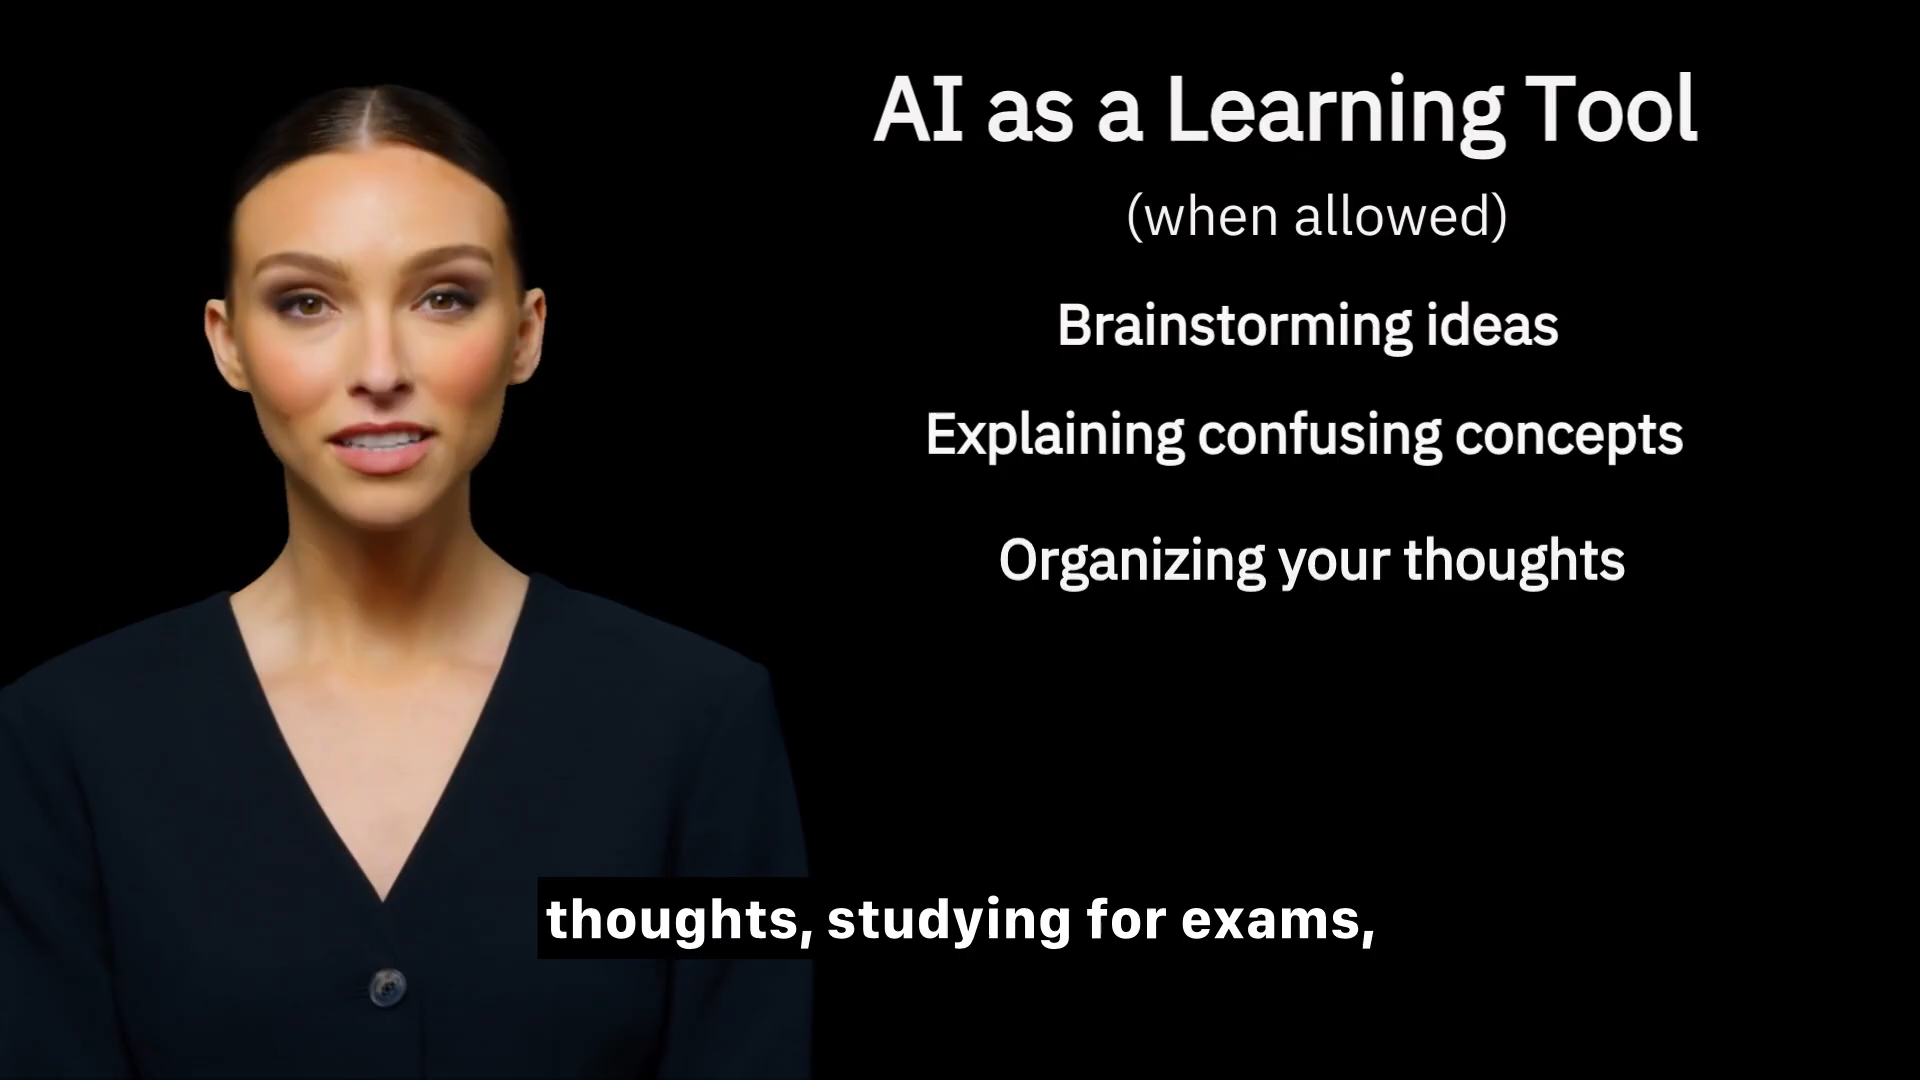 AI as a Learning Tool
(when allowed)
Brainstorming ideas
Explaining confusing concepts
Organizing your thoughts
thoughts, studying for exams,